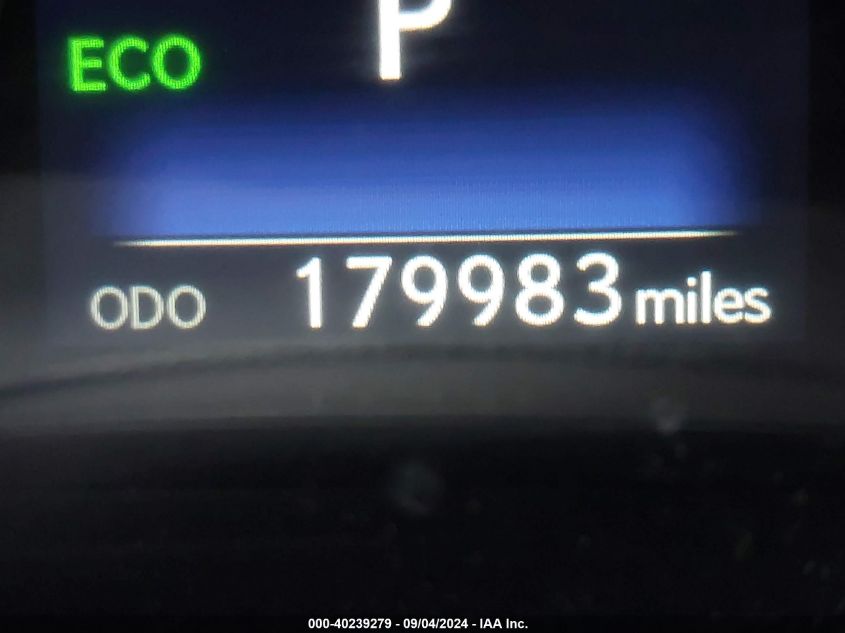 P
ECO
ODO 179983 miles
000-40239279 - 09/04/2024 - IAA Inc.